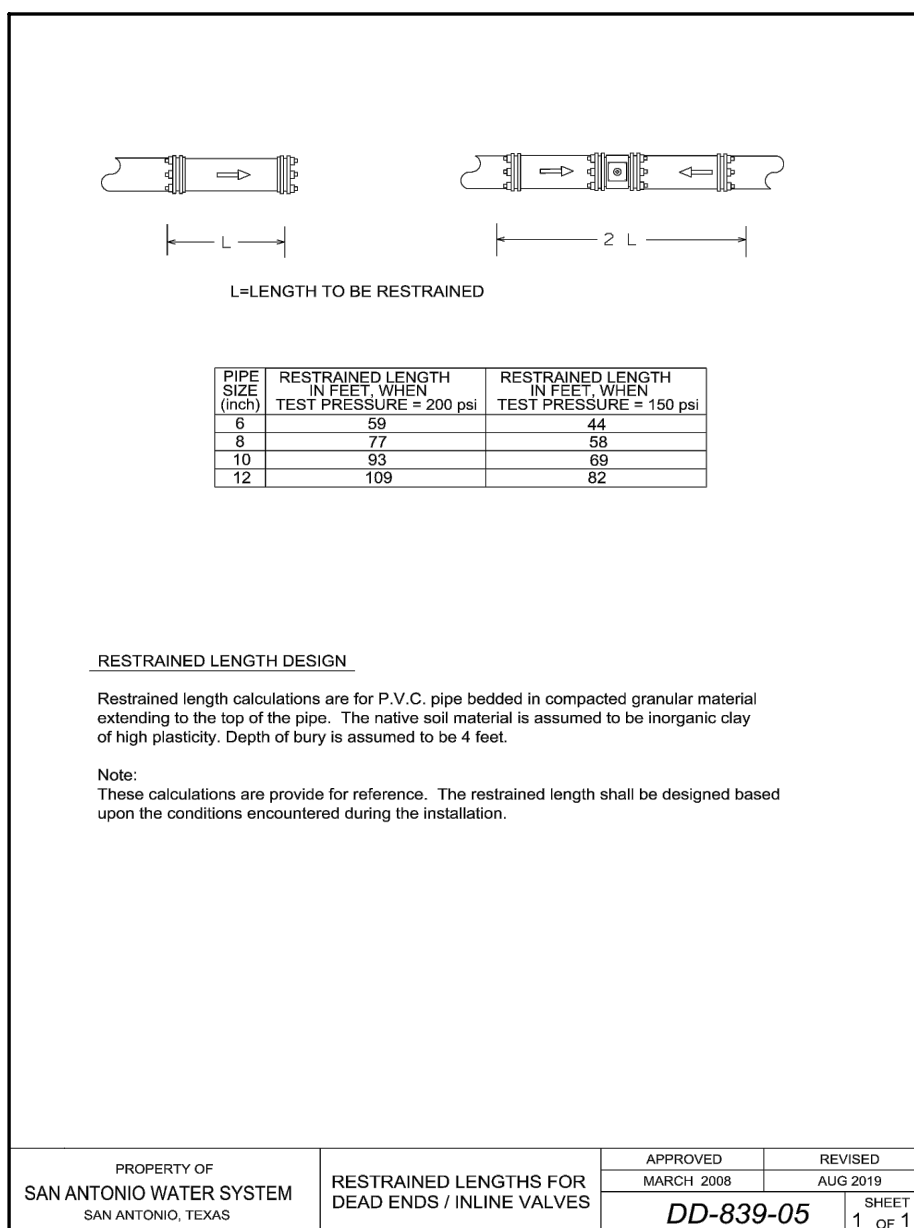 L
2 L
L=LENGTH TO BE RESTRAINED
PIPE SIZE (inch) RESTRAINED LENGTH IN FEET, WHEN TEST PRESSURE = 200 psi RESTRAINED LENGTH IN FEET, WHEN TEST PRESSURE = 150 psi
6 59 44
8 77 58
10 93 69
12 109 82
RESTRAINED LENGTH DESIGN
Restrained length calculations are for P.V.C. pipe bedded in compacted granular material
extending to the top of the pipe. The native soil material is assumed to be inorganic clay
of high plasticity. Depth of bury is assumed to be 4 feet.
Note:
These calculations are provide for reference. The restrained length shall be designed based
upon the conditions encountered during the installation.
PROPERTY OF
SAN ANTONIO WATER SYSTEM
SAN ANTONIO, TEXAS
RESTRAINED LENGTHS FOR
DEAD ENDS / INLINE VALVES
APPROVED REVISED
MARCH 2008 AUG 2019
DD-839-05
SHEET
1 OF 1